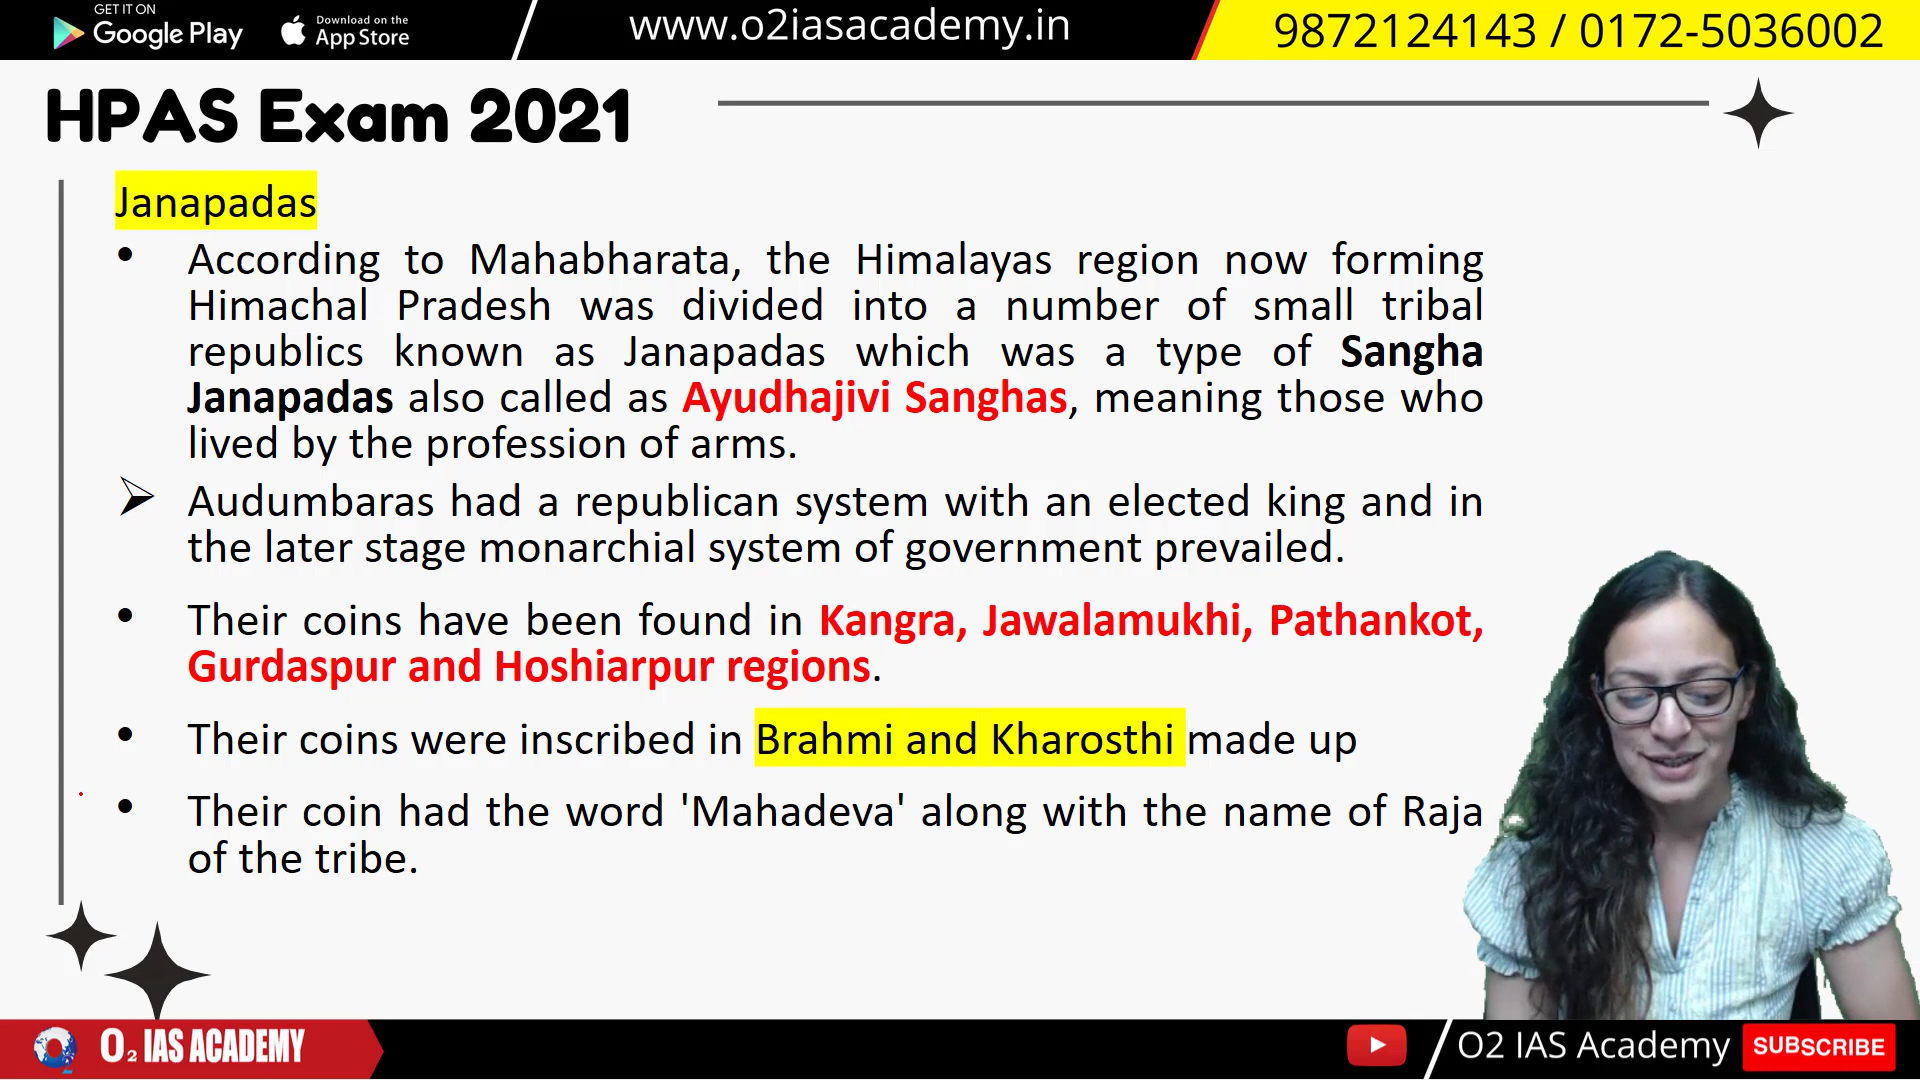 GET IT ON
Google Play
Download on the
App Store
www.o2iasacademy.in
9872124143 / 0172-5036002
HPAS Exam 2021
Janapadas
• According to Mahabharata, the Himalayas region now forming
Himachal Pradesh was divided into a number of small tribal
republics known as Janapadas which was a type of Sangha
Janapadas also called as Ayudhajivi Sanghas, meaning those who
lived by the profession of arms.
➢ Audumbaras had a republican system with an elected king and in
the later stage monarchial system of government prevailed.
• Their coins have been found in Kangra, Jawalamukhi, Pathankot,
Gurdaspur and Hoshiarpur regions.
• Their coins were inscribed in Brahmi and Kharosthi made up
• Their coin had the word 'Mahadeva' along with the name of Raja
of the tribe.
O2 IAS ACADEMY
O2 IAS Academy
SUBSCRIBE